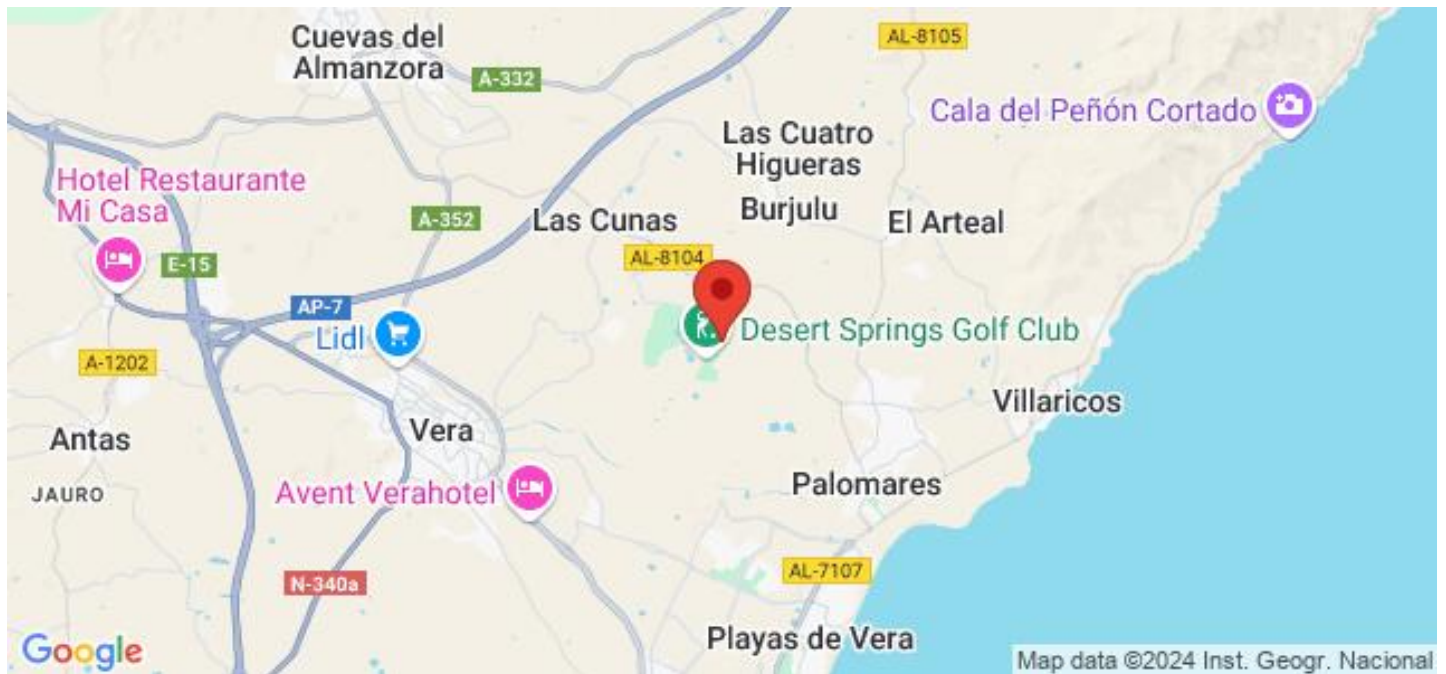 Cuevas del
Almanzora
A-332
AL-8105
Cala del Peñón Cortado
Las Cuatro
Higueras
Hotel Restaurante
Mi Casa
A-352
Las Cunas
Burjulu
El Arteal
E-15
AL-8104
AP-7
Lidl
Desert Springs Golf Club
A-1202
Villaricos
Antas
Vera
JAURO
Avent Verahotel
Palomares
N-340a
AL-7107
Playas de Vera
Google
Map data ©2024 Inst. Geogr. Nacional